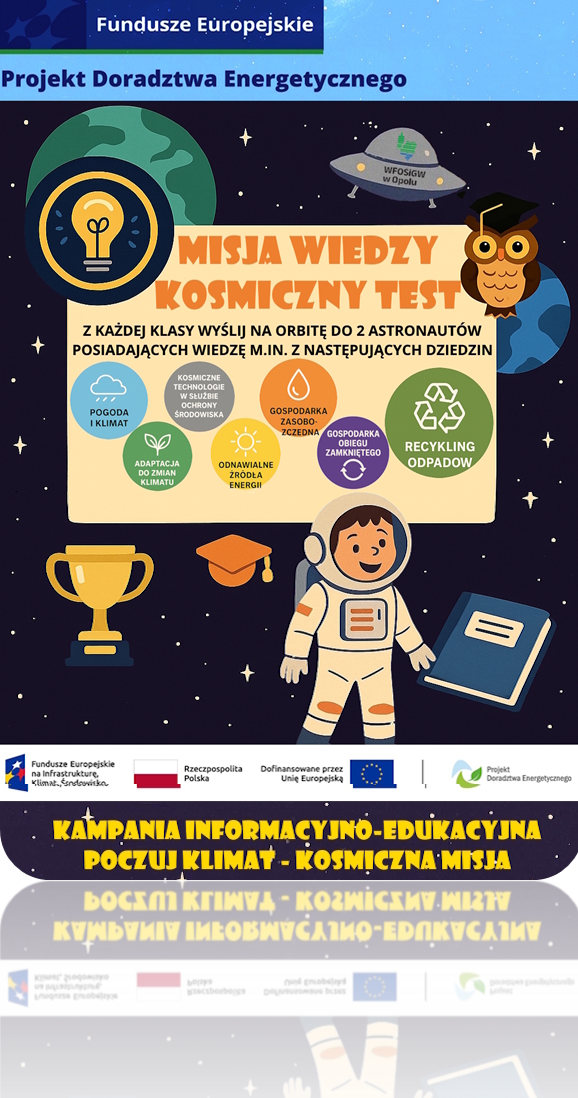 Fundusze Europejskie
Projekt Doradztwa Energetycznego
WFOŚiGW
w Opolu
MISJA WIEDZY
KOSMICZNY TEST
Z KAŻDEJ KLASY WYŚLIJ NA ORBITĘ DO 2 ASTRONAUTÓW
POSIADAJĄCYCH WIEDZĘ M.IN. Z NASTĘPUJĄCYCH DZIEDZIN
POGODA
I KLIMAT
KOSMICZNE
TECHNOLOGIE
W SŁUŻBIE
OCHRONY
ŚRODOWISKA
GOSPODARKA
ZASOBO-
ZCZĘDNA
RECYKLING
ODPADOW
ADAPTACJA
DO ZMIAN
KLIMATU
ODNAWIALNE
ŹRÓDŁA
ENERGII
GOSPODARKA
OBIEGU
ZAMKNIĘTEGO
Fundusze Europejskie
na Infrastrukturę,
Klimat, Środowisko
Rzeczpospolita
Polska
Dofinansowane przez
Unię Europejską
Projekt
Doradztwa Energetycznego
KAMPANIA INFORMACYJNO-EDUKACYJNA
POCZUJ KLIMAT - KOSMICZNA MISJA